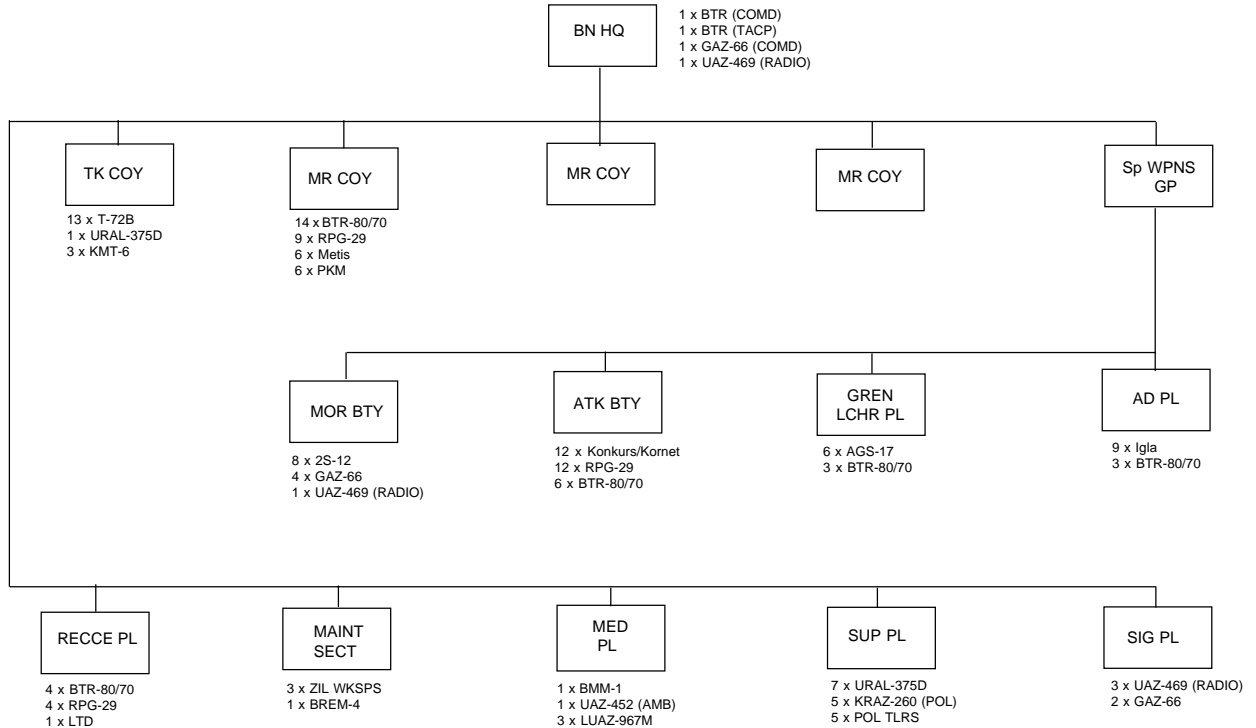 BN HQ
1 x BTR (COMD)
1 x BTR (TACP)
1 x GAZ-66 (COMD)
1 x UAZ-469 (RADIO)
TK COY
13 x T-72B
1 x URAL-375D
3 x KMT-6
MR COY
14 x BTR-80/70
9 x RPG-29
6 x Metis
6 x PKM
MR COY
MR COY
Sp WPNS
GP
MOR BTY
8 x 2S-12
4 x GAZ-66
1 x UAZ-469 (RADIO)
ATK BTY
12 x Konkurs/Kornet
12 x RPG-29
6 x BTR-80/70
GREN
LCHR PL
6 x AGS-17
3 x BTR-80/70
AD PL
9 x Igla
3 x BTR-80/70
RECCE PL
4 x BTR-80/70
4 x RPG-29
1 x LTD
MAINT
SECT
3 x ZIL WKSPS
1 x BREM-4
MED
PL
1 x BMM-1
1 x UAZ-452 (AMB)
3 x LUAZ-967M
SUP PL
7 x URAL-375D
5 x KRAZ-260 (POL)
5 x POL TLRS
SIG PL
3 x UAZ-469 (RADIO)
2 x GAZ-66